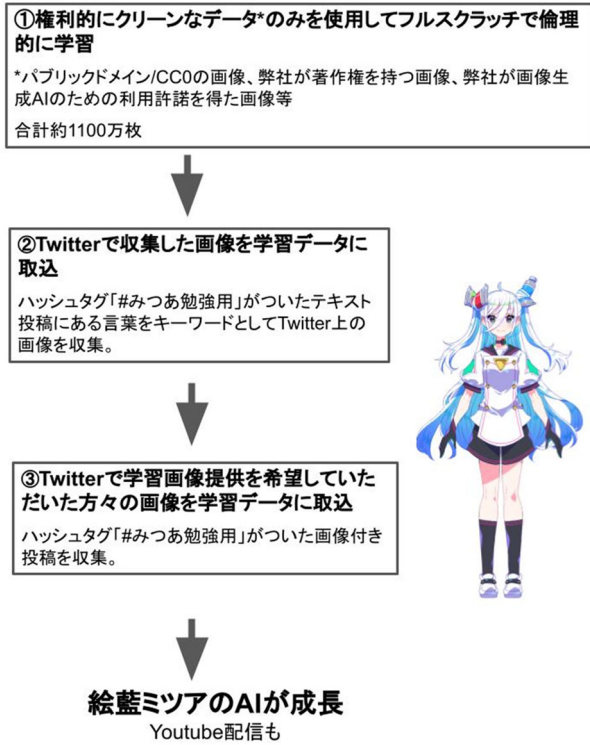 ①権利的にクリーンなデータ*のみを使用してフルスクラッチで倫理
的に学習
*パブリックドメイン/CC0の画像、弊社が著作権を持つ画像、弊社が画像生
成AIのための利用許諾を得た画像等
合計約1100万枚
②Twitterで収集した画像を学習データに
取込
ハッシュタグ「#みつあ勉強用」がついたテキスト
投稿にある言葉をキーワードとしてTwitter上の
画像を収集。
③Twitterで学習画像提供を希望していた
だいた方々の画像を学習データに取込
ハッシュタグ「#みつあ勉強用」がついた画像付き
投稿を収集。
絵藍ミツアのAIが成長
Youtube配信も